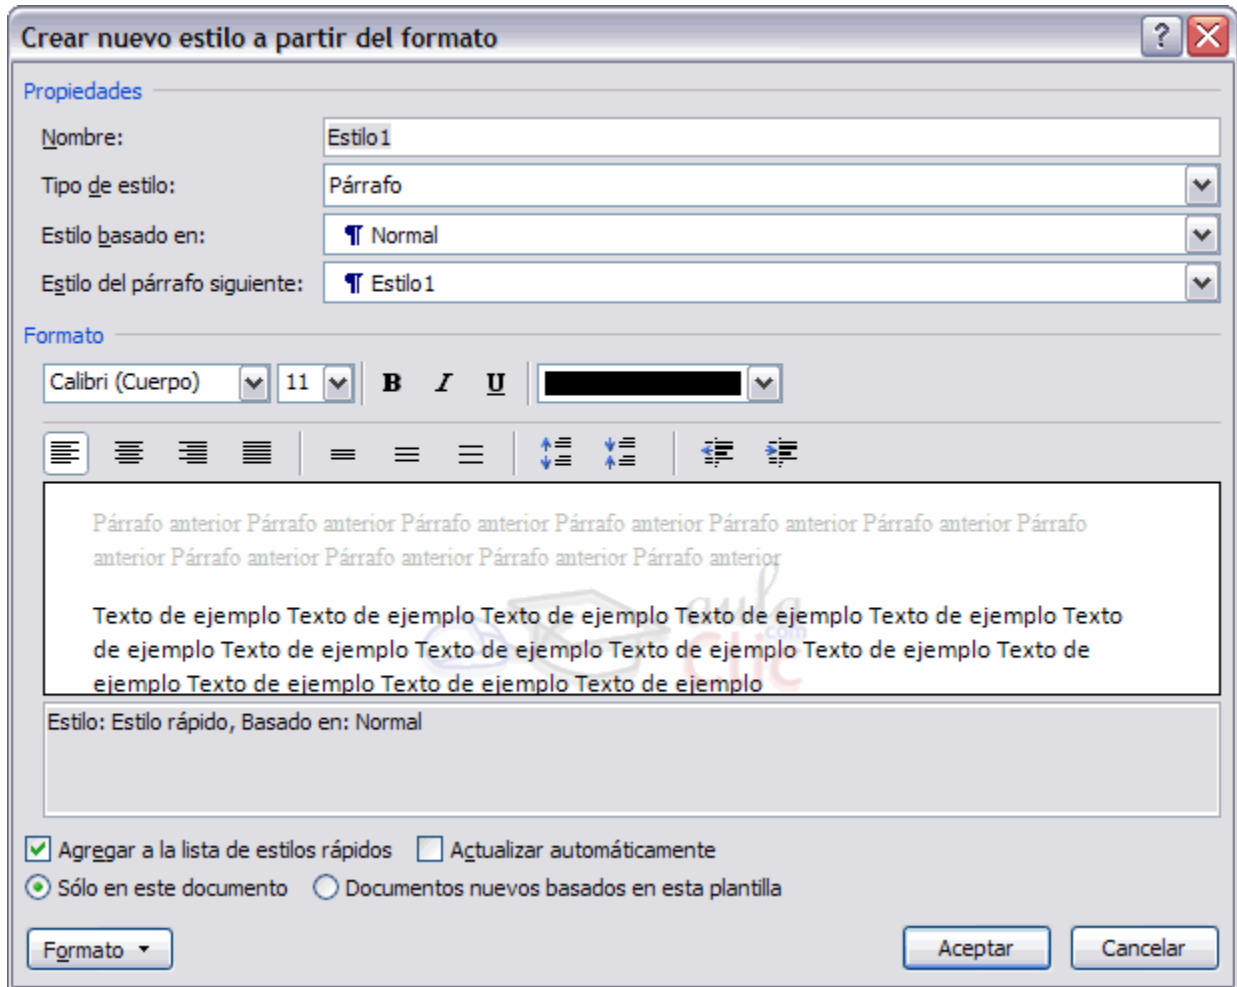 Crear nuevo estilo a partir del formato
Propiedades
Nombre: Estilo1
Tipo de estilo: Párrafo
Estilo basado en: ¶ Normal
Estilo del párrafo siguiente: ¶ Estilo1
Formato
Calibri (Cuerpo) 11 B I U
Párrafo anterior Párrafo anterior Párrafo anterior Párrafo anterior Párrafo anterior Párrafo anterior Párrafo
anterior Párrafo anterior Párrafo anterior Párrafo anterior Párrafo anterior
Texto de ejemplo Texto de ejemplo Texto de ejemplo Texto de ejemplo Texto de ejemplo Texto
de ejemplo Texto de ejemplo Texto de ejemplo Texto de ejemplo Texto de ejemplo Texto de
ejemplo Texto de ejemplo Texto de ejemplo Texto de ejemplo
aula
.com
Clic
Estilo: Estilo rápido, Basado en: Normal
Agregar a la lista de estilos rápidos Actualizar automáticamente
Sólo en este documento Documentos nuevos basados en esta plantilla
Formato Aceptar Cancelar